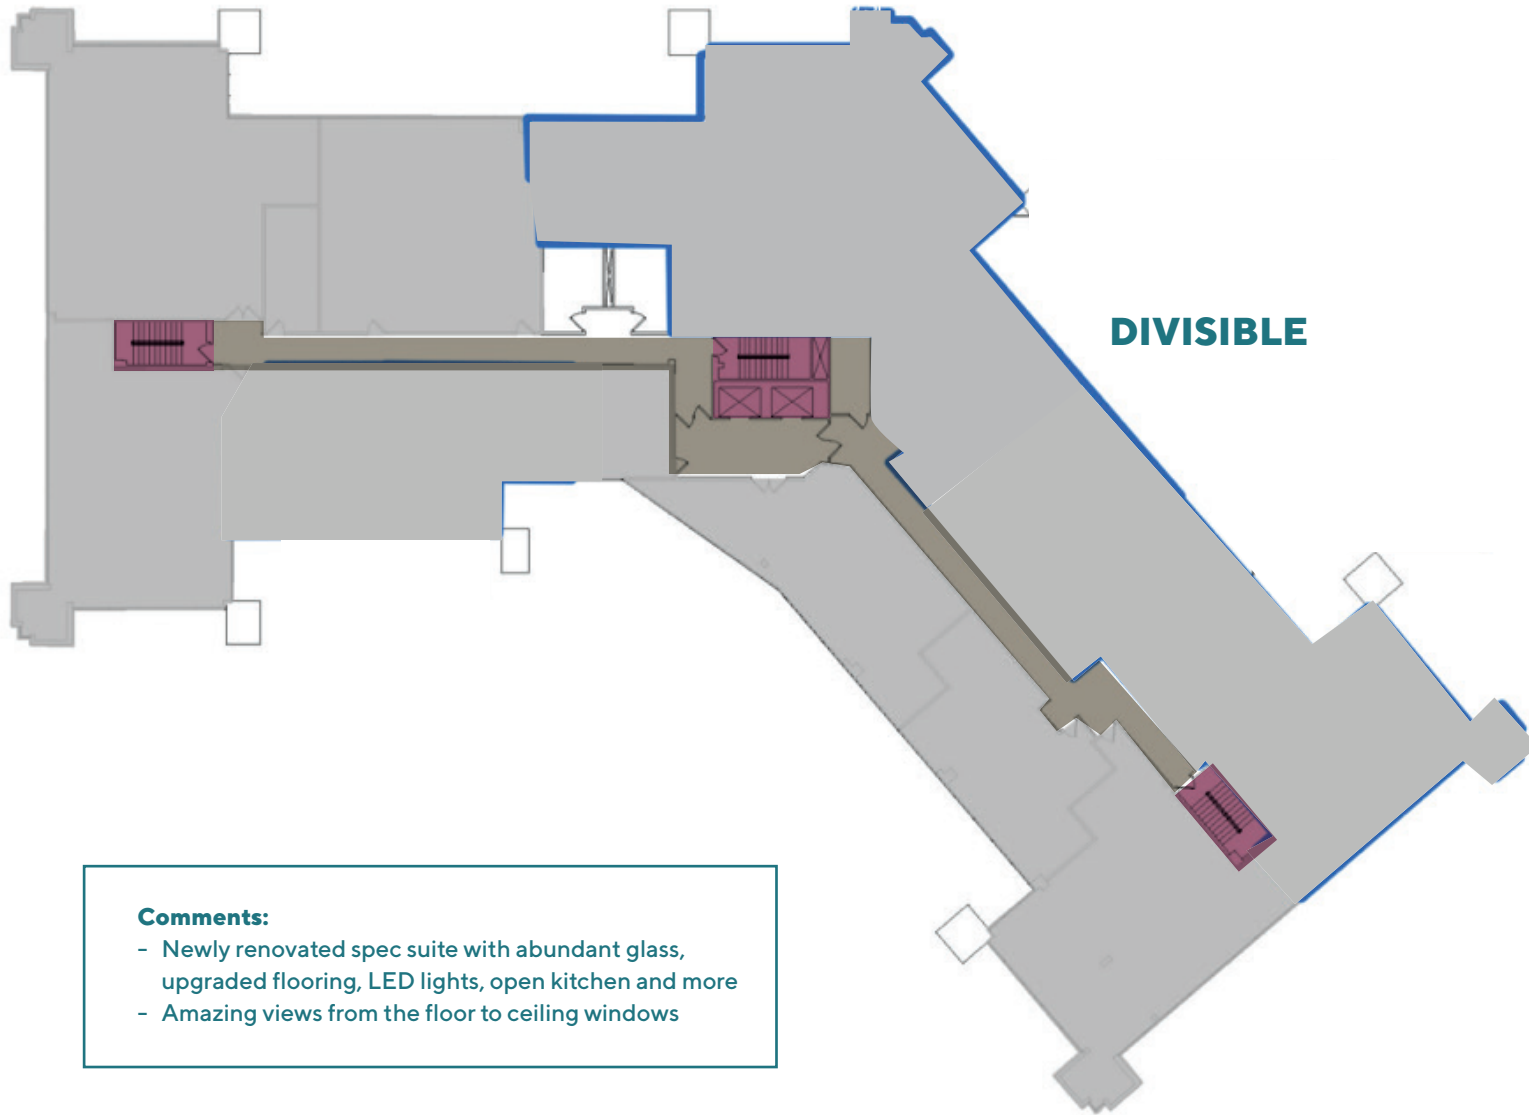 DIVISIBLE
Comments:
- Newly renovated spec suite with abundant glass,
upgraded flooring, LED lights, open kitchen and more
- Amazing views from the floor to ceiling windows